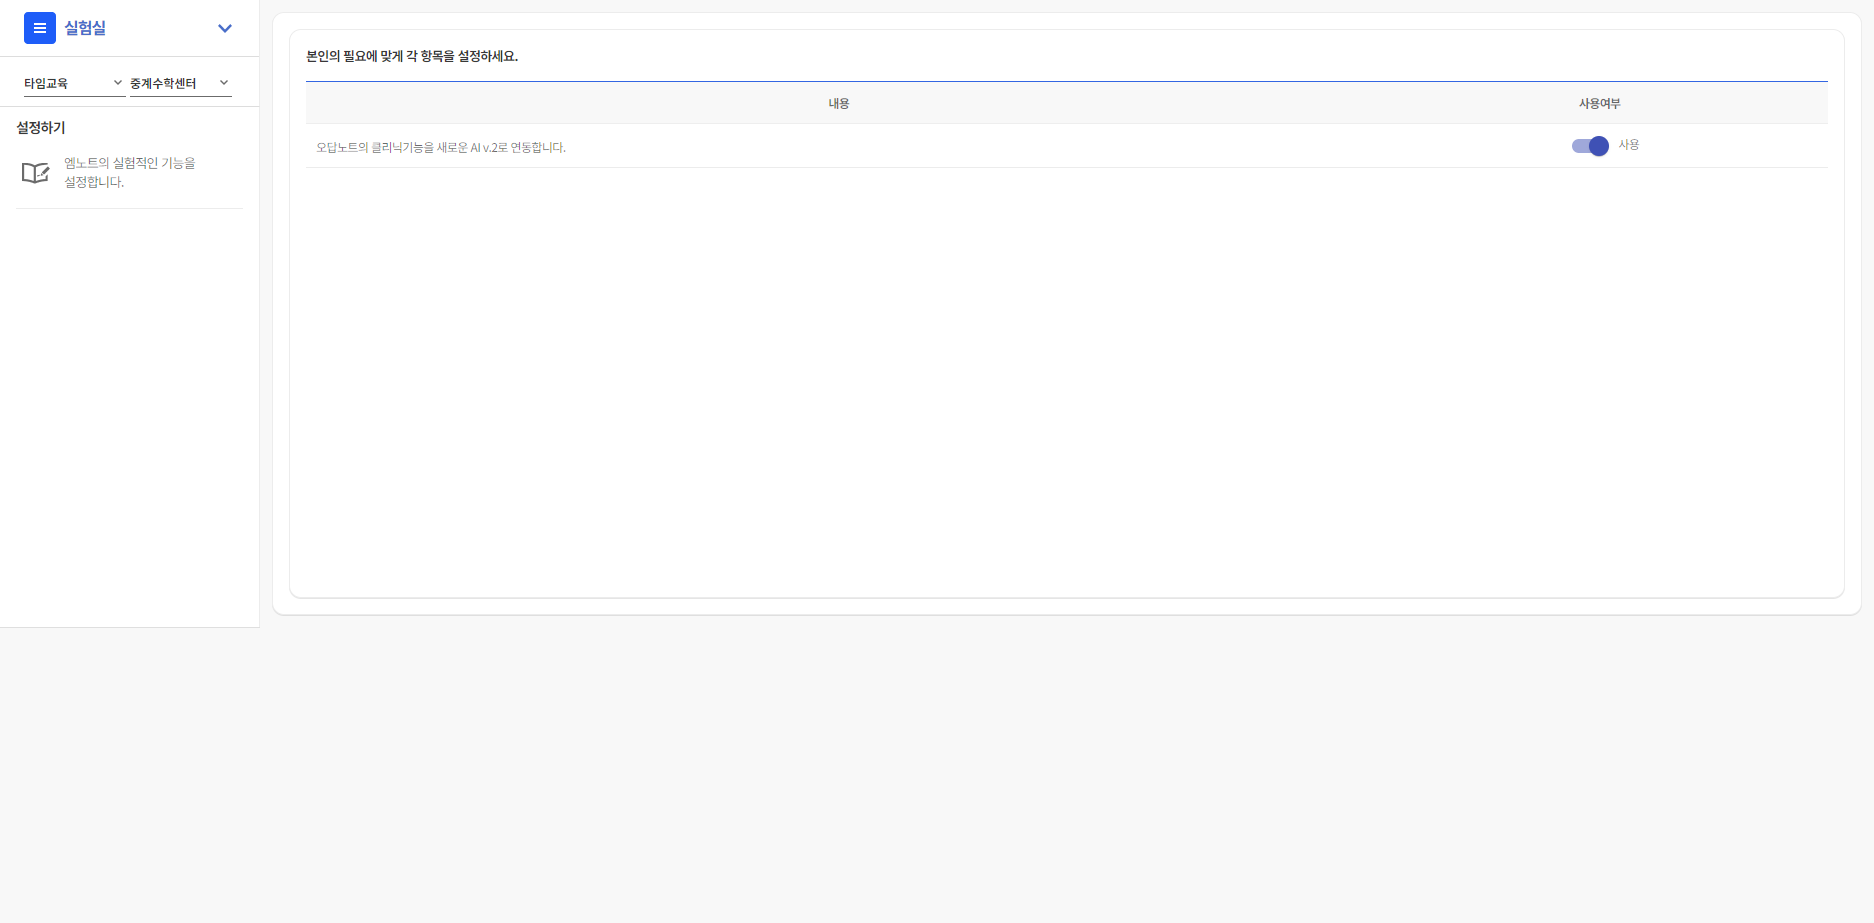 실험실
타임교육 중계수학센터
설정하기
엠노트의 실험적인 기능을
설정합니다.
본인의 필요에 맞게 각 항목을 설정하세요.
내용 사용여부
오답노트의 클리닉기능을 새로운 AI v.2로 연동합니다. 사용